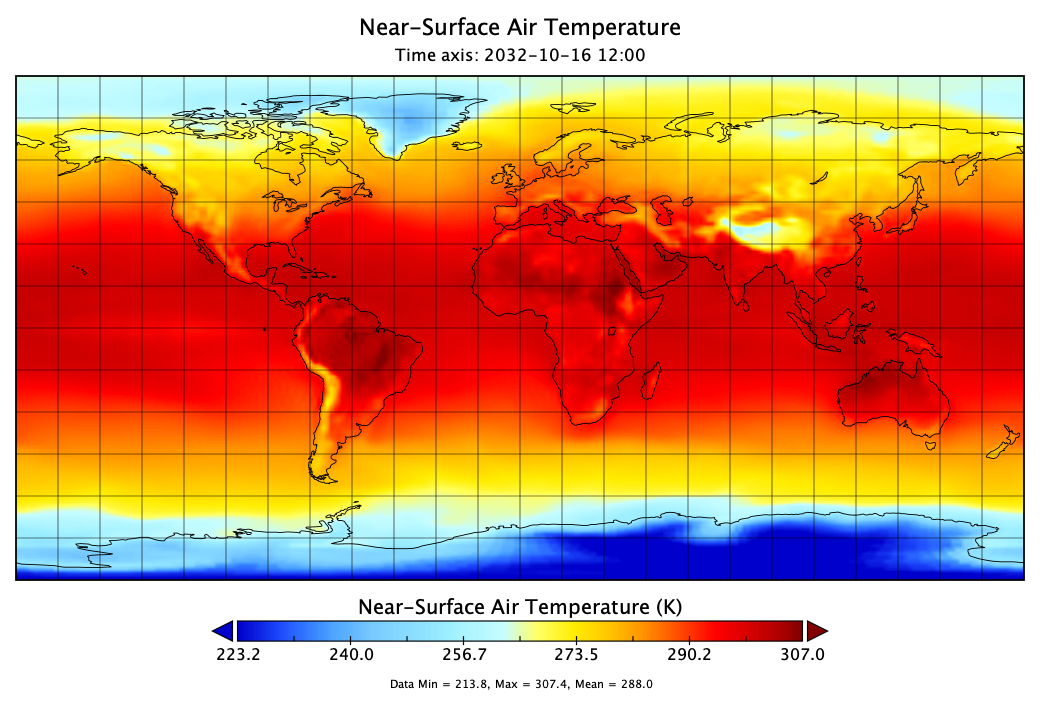 Near-Surface Air Temperature
Time axis: 2032-10-16 12:00
Near-Surface Air Temperature (K)
223.2 240.0 256.7 273.5 290.2 307.0
Data Min = 213.8, Max = 307.4, Mean = 288.0